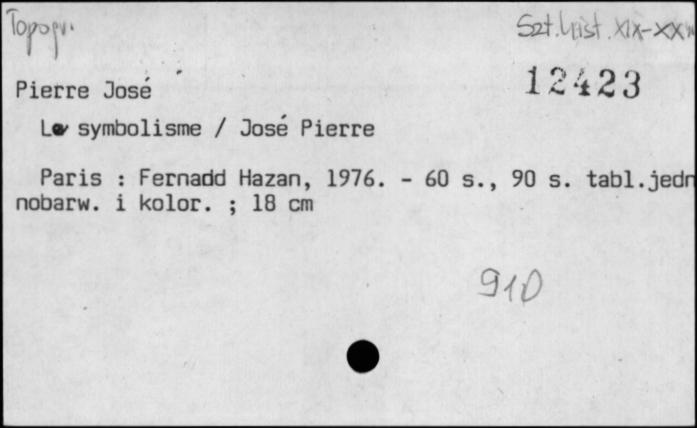 Topogr.
Szt. hist. XIX-XX w
12423
Pierre José
Le symbolisme / José Pierre
Paris : Fernadd Hazan, 1976. - 60 s., 90 s. tabl.jedn
nobarw. i kolor. ; 18 cm
910